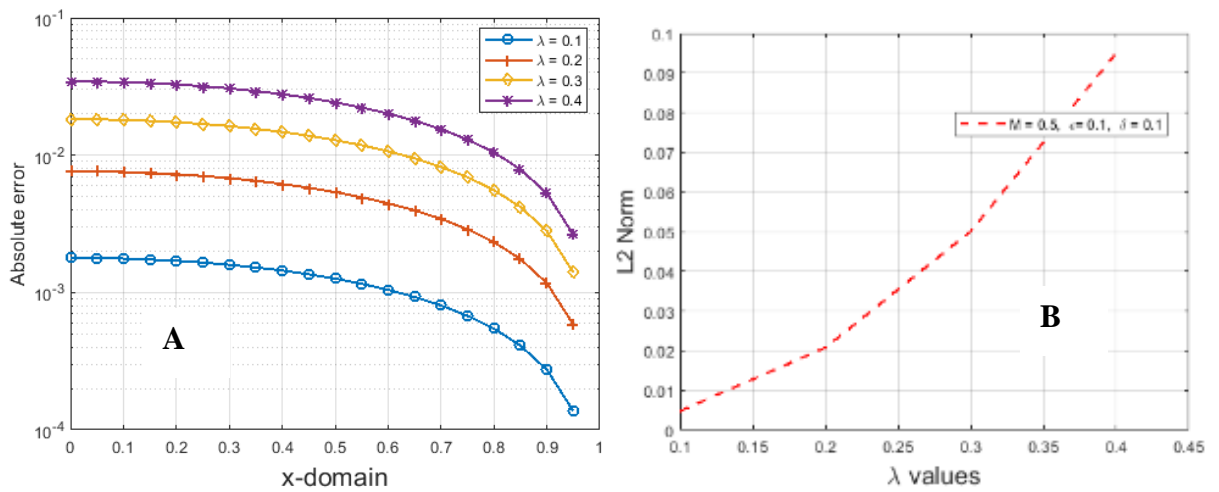 10^-1
10^-2
10^-3
10^-4
Absolute error
λ = 0.1
λ = 0.2
λ = 0.3
λ = 0.4
A
0 0.1 0.2 0.3 0.4 0.5 0.6 0.7 0.8 0.9 1
x-domain
0.1
0.09
0.08
0.07
0.06
0.05
0.04
0.03
0.02
0.01
0
L2 Norm
M = 0.5, ϵ=0.1, δ = 0.1
B
0.1 0.15 0.2 0.25 0.3 0.35 0.4 0.45
λ values